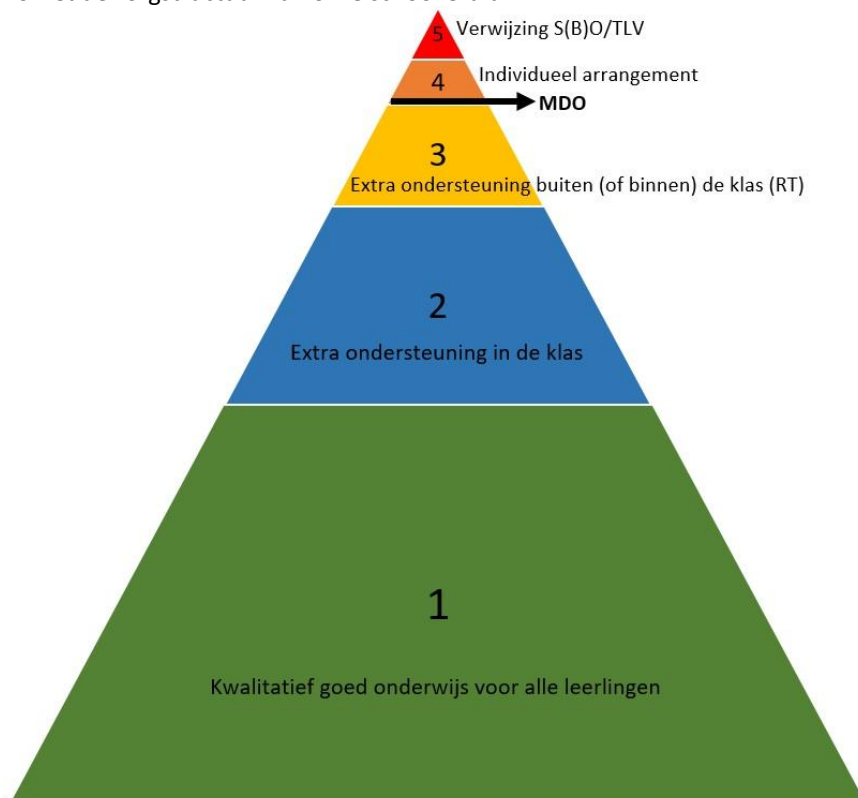 5 Verwijzing S(B)O/TLV
4 Individueel arrangement
MDO
3
Extra ondersteuning buiten (of binnen) de klas (RT)
2
Extra ondersteuning in de klas
1
Kwalitatief goed onderwijs voor alle leerlingen